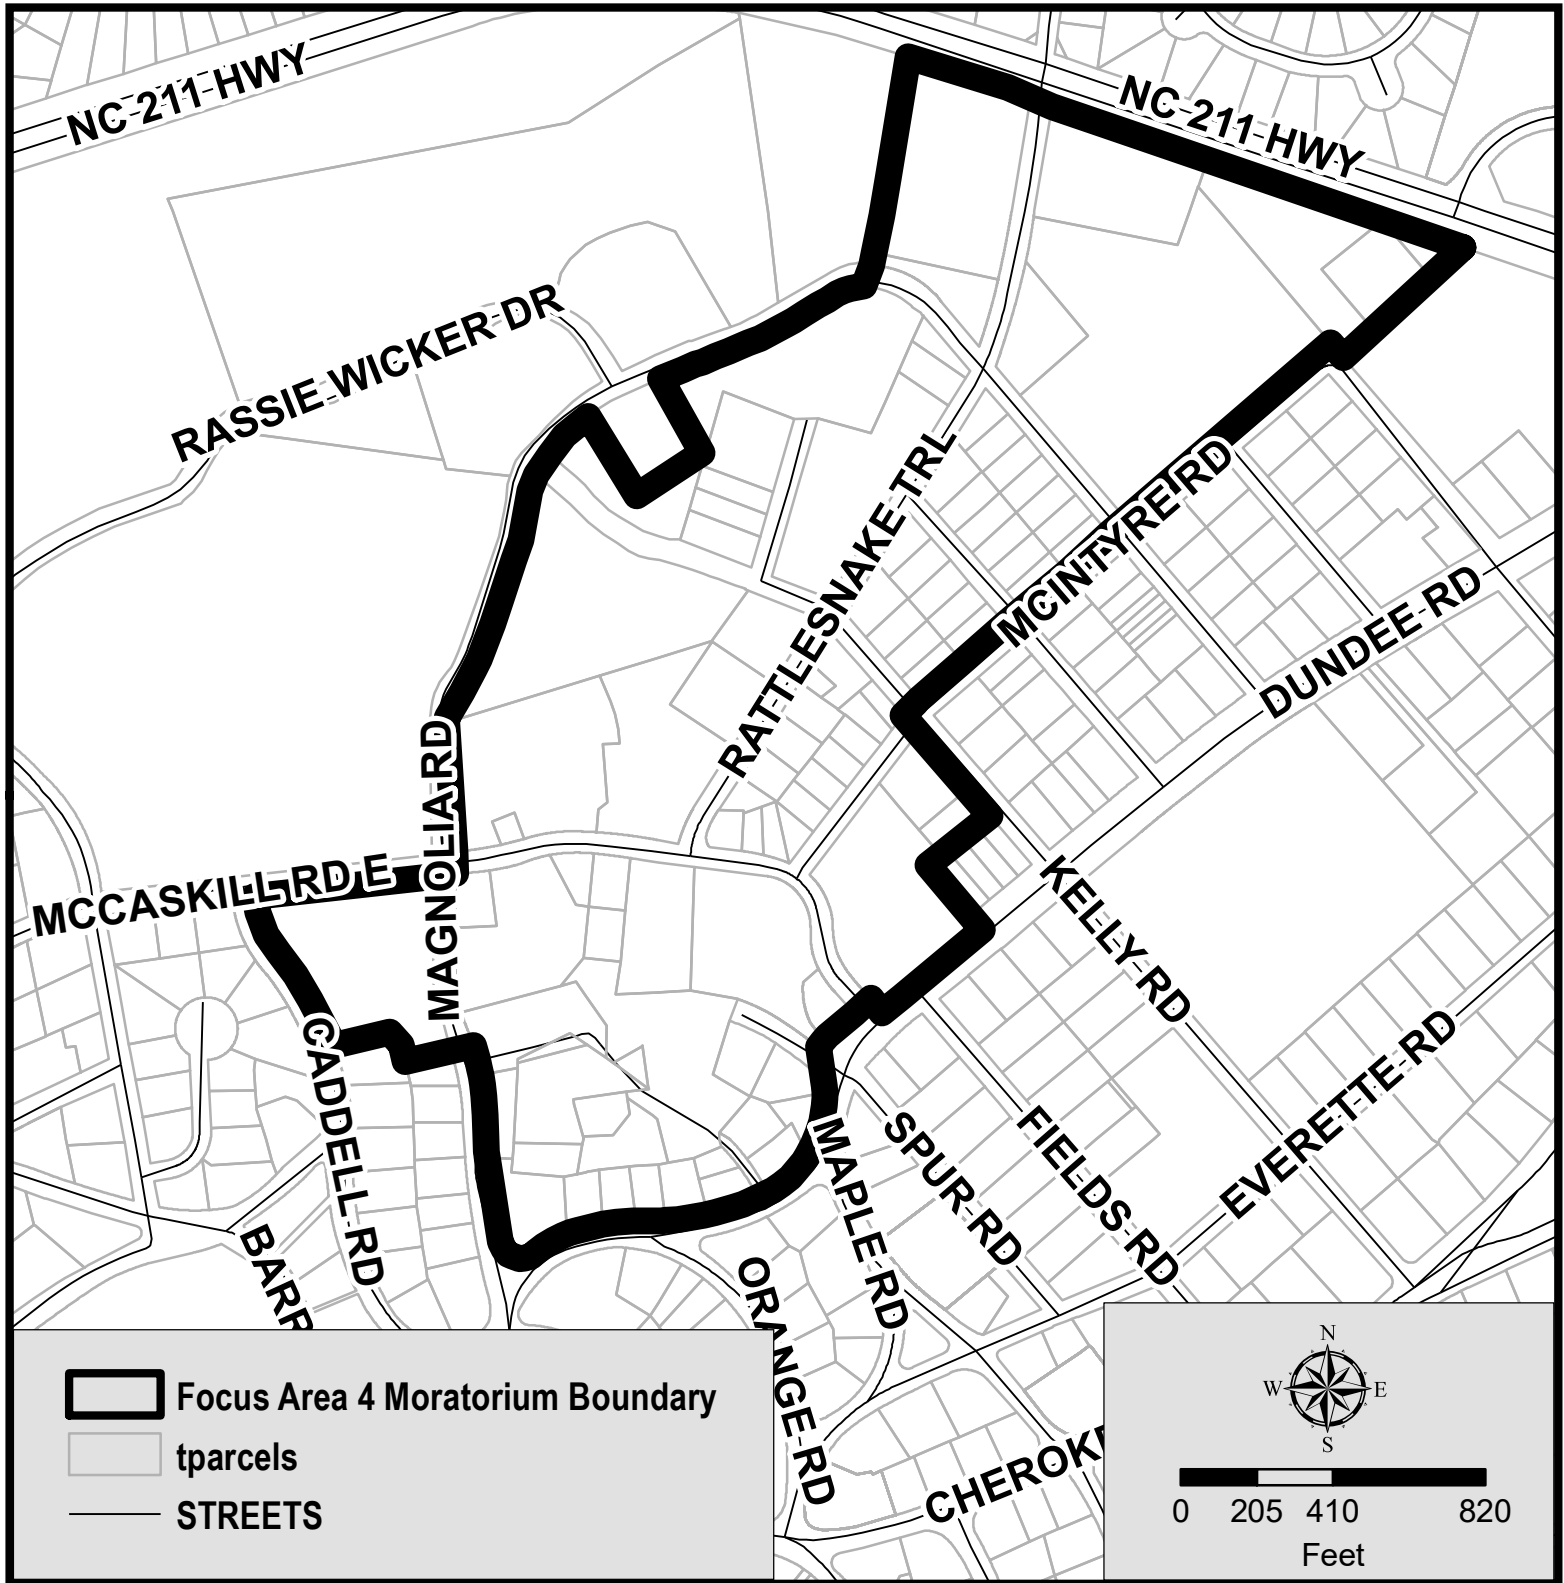 NC 211 HWY
NC 211 HWY
RASSIE WICKER DR
RATTLESNAKE TRL
MCINTYRE RD
DUNDEE RD
MAGNOLIA RD
MCCASKILL RD E
KELLY RD
CADDELL RD
EVERETTE RD
SPUR RD
FIELDS RD
MAPLE RD
BARR
ORANGE RD
CHEROK
Focus Area 4 Moratorium Boundary
tparcels
STREETS
N
W E
S
0 205 410 820
Feet